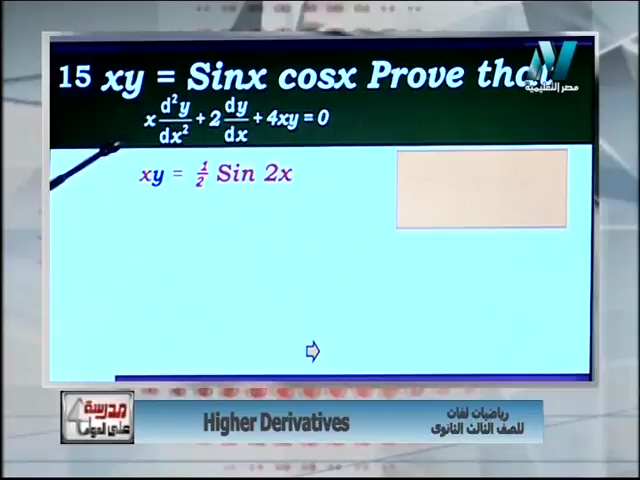 15 xy = Sinx cosx Prove that
x d²y/dx² + 2 dy/dx + 4xy = 0
مصر التعليمية
xy = 1/2 Sin 2x
مدرسة
على الهواء
Higher Derivatives
رياضيات لغات
للصف الثالث الثانوى